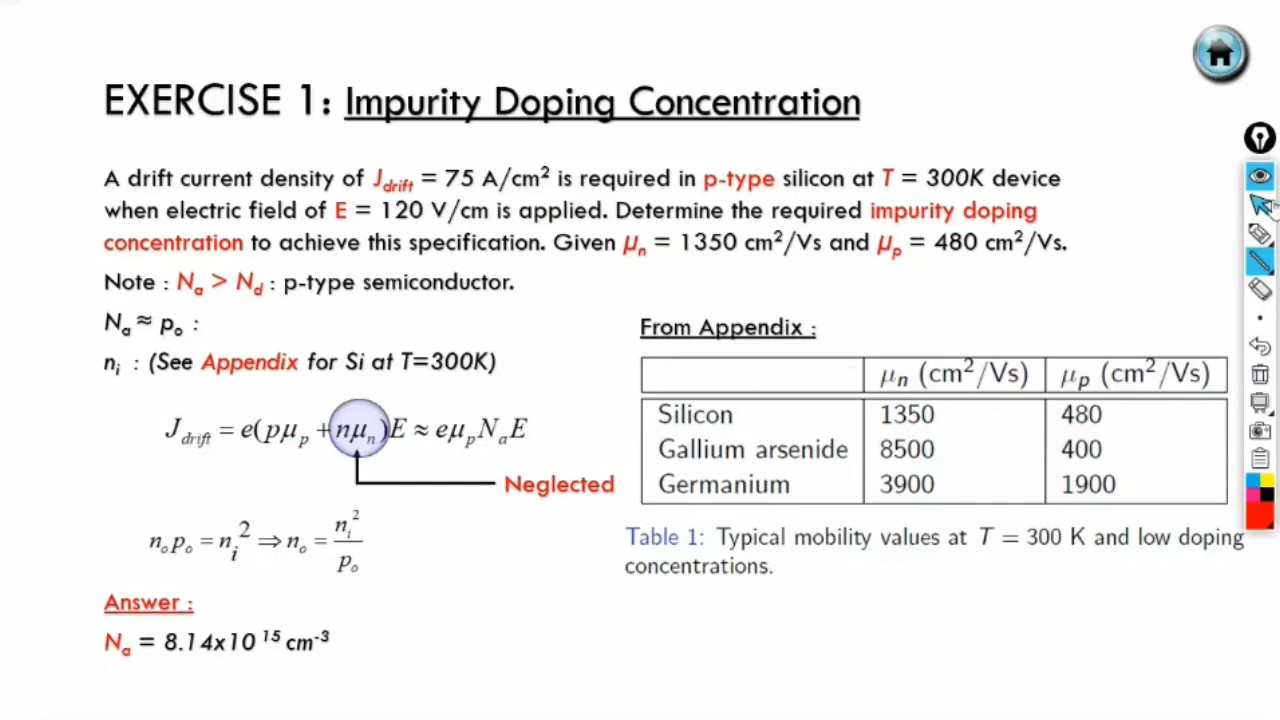 EXERCISE 1: Impurity Doping Concentration
A drift current density of J_drift = 75 A/cm² is required in p-type silicon at T = 300K device
when electric field of E = 120 V/cm is applied. Determine the required impurity doping
concentration to achieve this specification. Given μₙ = 1350 cm²/Vs and μₚ = 480 cm²/Vs.
Note : Nₐ > N_d : p-type semiconductor.
Nₐ ≈ pₒ :
nᵢ : (See Appendix for Si at T=300K)
J_drift = e(pμₚ + nμₙ)E ≈ eμₚNₐE
Neglected
nₒpₒ = nᵢ² ⇒ nₒ = nᵢ² / pₒ
Answer :
Nₐ = 8.14x10 ¹⁵ cm⁻³
From Appendix :
μₙ (cm²/Vs) μₚ (cm²/Vs)
Silicon 1350 480
Gallium arsenide 8500 400
Germanium 3900 1900
Table 1: Typical mobility values at T = 300 K and low doping
concentrations.